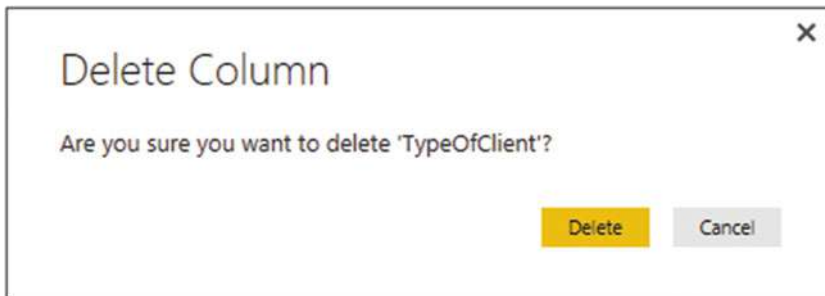 Delete Column
Are you sure you want to delete 'TypeOfClient'?
Delete Cancel